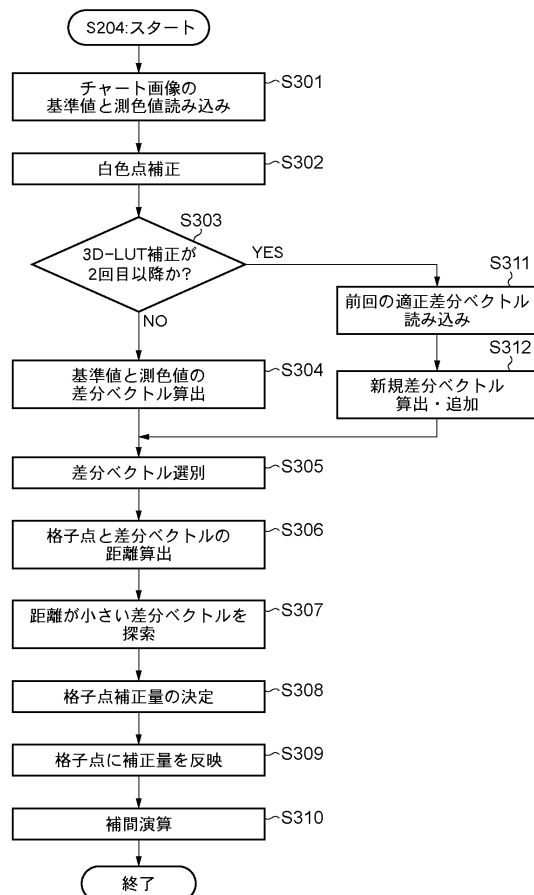 S204:スタート
チャート画像の
基準値と測色値読み込み
S301
白色点補正
S302
S303
3D-LUT補正が
2回目以降か?
YES
NO
S311
前回の適正差分ベクトル
読み込み
S312
新規差分ベクトル
算出・追加
基準値と測色値の
差分ベクトル算出
S304
差分ベクトル選別
S305
格子点と差分ベクトルの
距離算出
S306
距離が小さい差分ベクトルを
探索
S307
格子点補正量の決定
S308
格子点に補正量を反映
S309
補間演算
S310
終了